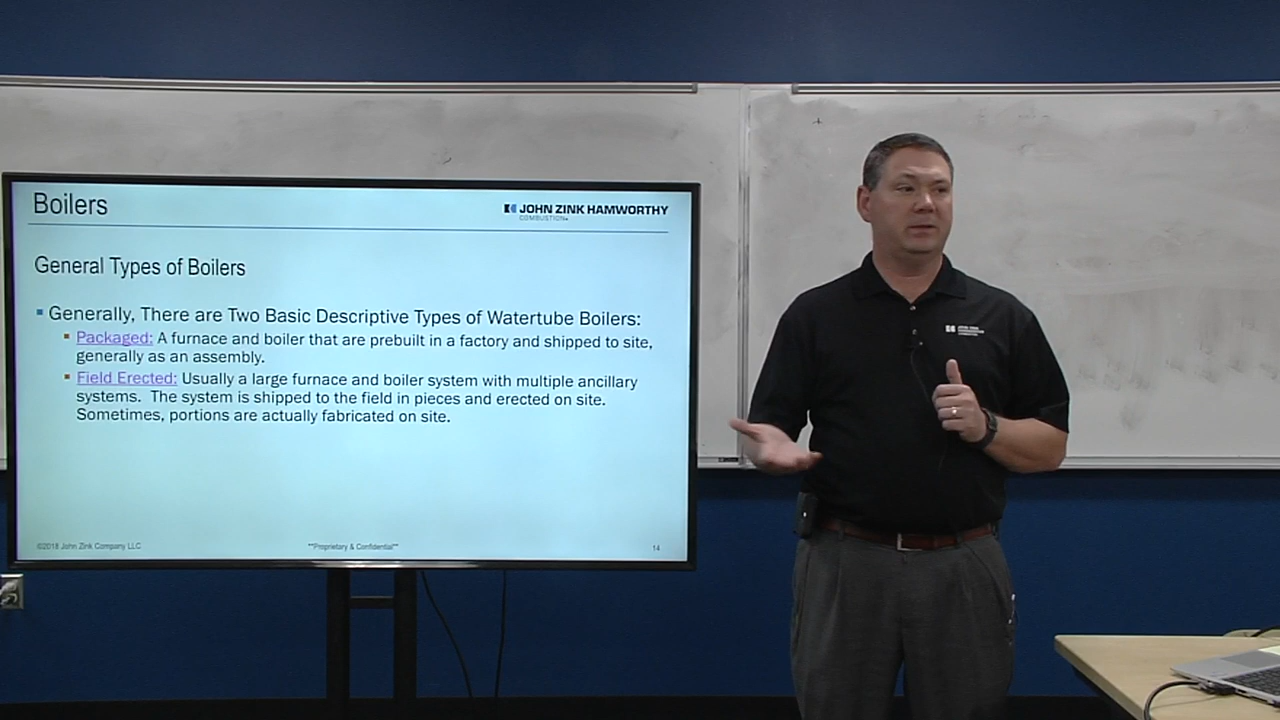 Boilers
JOHN ZINK HAMWORTHY
COMBUSTION
General Types of Boilers
Generally, There are Two Basic Descriptive Types of Watertube Boilers:
Packaged: A furnace and boiler that are prebuilt in a factory and shipped to site,
generally as an assembly.
Field Erected: Usually a large furnace and boiler system with multiple ancillary
systems. The system is shipped to the field in pieces and erected on site.
Sometimes, portions are actually fabricated on site.
©2018 John Zink Company LLC
**Proprietary & Confidential**
14
JOHN ZINK
HAMWORTHY
COMBUSTION